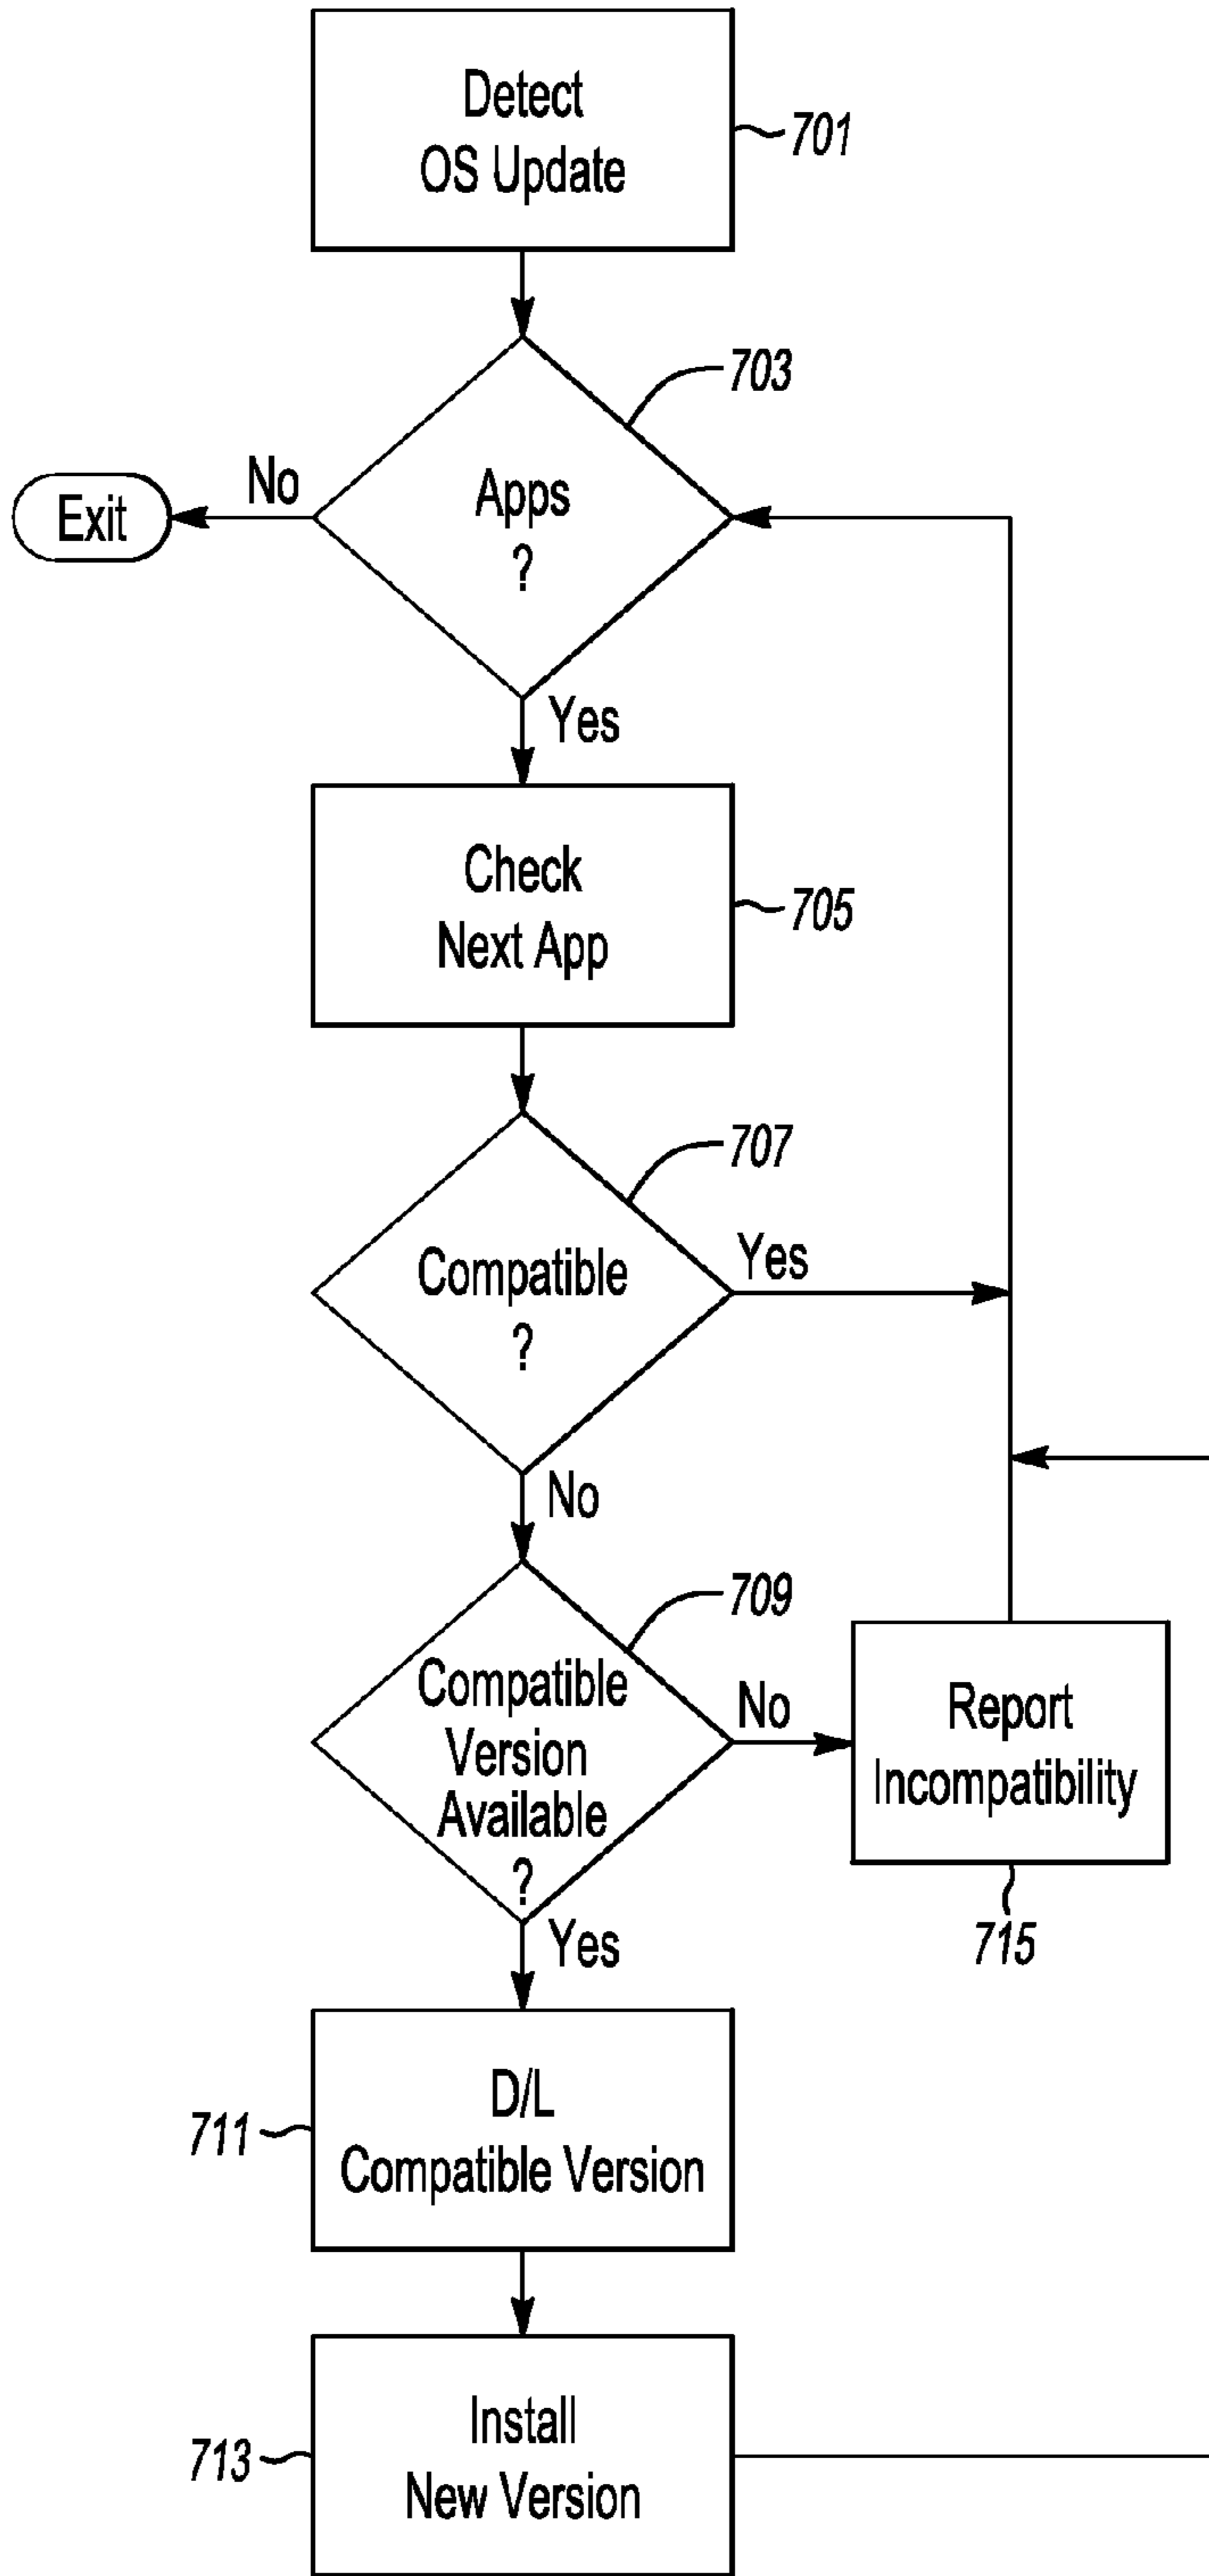 Detect
OS Update
701
703
No
Exit
Apps
?
Yes
Check
Next App
705
707
Compatible
?
Yes
No
709
Compatible
Version
Available
?
No
Report
Incompatibility
715
Yes
D/L
Compatible Version
711
Install
New Version
713